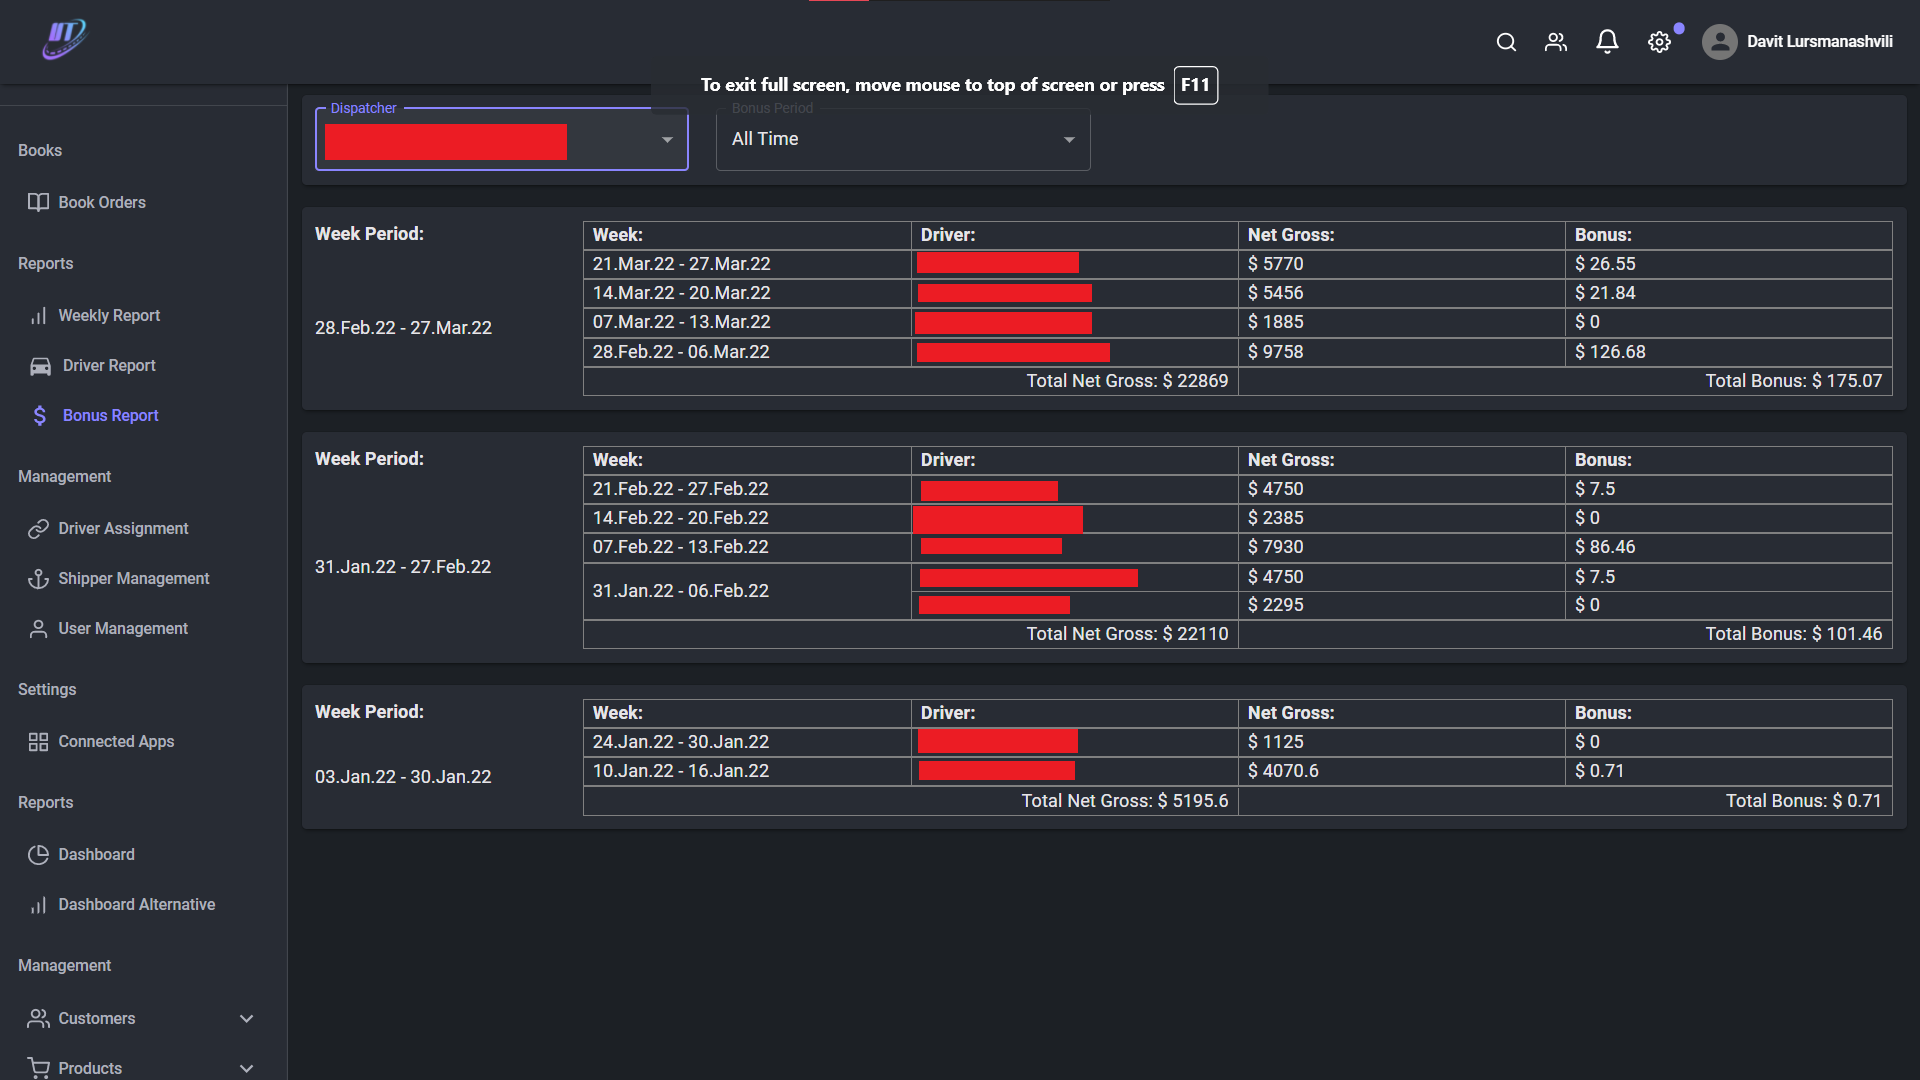 Davit Lursmanashvili
To exit full screen, move mouse to top of screen or press F11
Books
Book Orders
Reports
Weekly Report
Driver Report
Bonus Report
Management
Driver Assignment
Shipper Management
User Management
Settings
Connected Apps
Reports
Dashboard
Dashboard Alternative
Management
Customers
Products
Dispatcher
Bonus Period
All Time
Week Period:
28.Feb.22 - 27.Mar.22
Week: Driver: Net Gross: Bonus:
21.Mar.22 - 27.Mar.22 $ 5770 $ 26.55
14.Mar.22 - 20.Mar.22 $ 5456 $ 21.84
07.Mar.22 - 13.Mar.22 $ 1885 $ 0
28.Feb.22 - 06.Mar.22 $ 9758 $ 126.68
Total Net Gross: $ 22869 Total Bonus: $ 175.07
Week Period:
31.Jan.22 - 27.Feb.22
Week: Driver: Net Gross: Bonus:
21.Feb.22 - 27.Feb.22 $ 4750 $ 7.5
14.Feb.22 - 20.Feb.22 $ 2385 $ 0
07.Feb.22 - 13.Feb.22 $ 7930 $ 86.46
31.Jan.22 - 06.Feb.22 $ 4750 $ 7.5
$ 2295 $ 0
Total Net Gross: $ 22110 Total Bonus: $ 101.46
Week Period:
03.Jan.22 - 30.Jan.22
Week: Driver: Net Gross: Bonus:
24.Jan.22 - 30.Jan.22 $ 1125 $ 0
10.Jan.22 - 16.Jan.22 $ 4070.6 $ 0.71
Total Net Gross: $ 5195.6 Total Bonus: $ 0.71